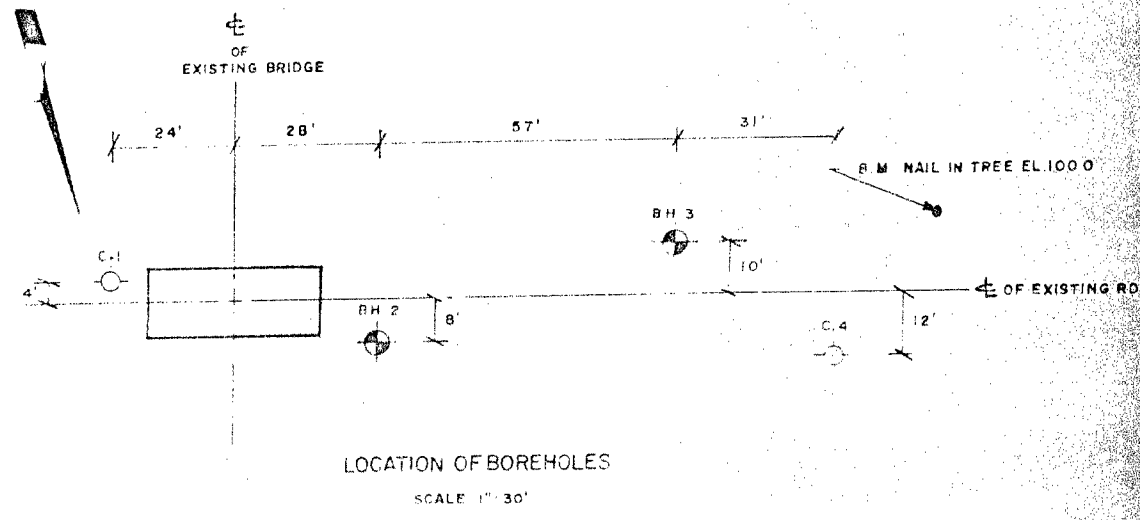 ℄
OF
EXISTING BRIDGE
24' 28' 57' 31'
B.M NAIL IN TREE EL.100 0
BH 3
C.1
10'
4'
℄ OF EXISTING RD
BH 2
8'
12'
C.4
LOCATION OF BOREHOLES
SCALE 1":30'